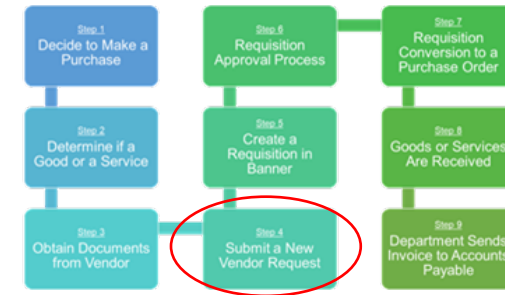 Step 1
Decide to Make a
Purchase
Step 2
Determine if a
Good or a Service
Step 3
Obtain Documents
from Vendor
Step 4
Submit a New
Vendor Request
Step 5
Create a
Requisition in
Banner
Step 6
Requisition
Approval Process
Step 7
Requisition
Conversion to a
Purchase Order
Step 8
Goods or Services
Are Received
Step 9
Department Sends
Invoice to Accounts
Payable